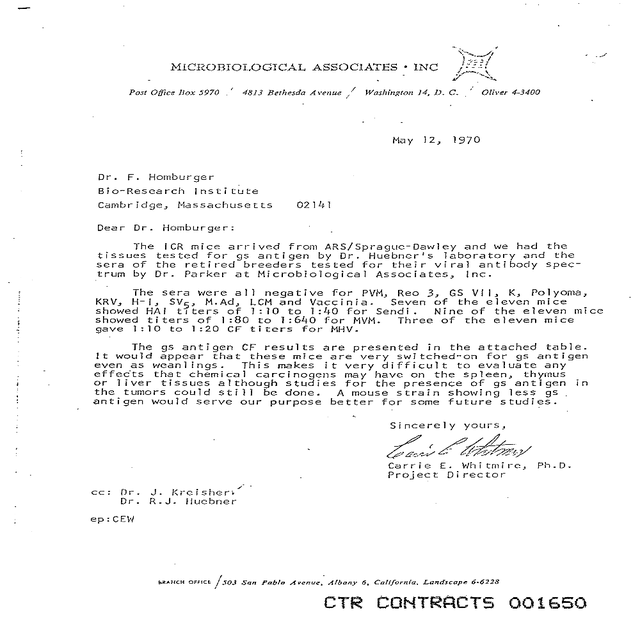 MICROBIOLOGICAL ASSOCIATES • INC
Post Office Box 5970 / 4813 Bethesda Avenue / Washington 14, D. C. / Oliver 4-3400
May 12, 1970
Dr. F. Homburger
Bio-Research Institute
Cambridge, Massachusetts 02141
Dear Dr. Homburger:
The ICR mice arrived from ARS/Sprague-Dawley and we had the
tissues tested for gs antigen by Dr. Huebner's laboratory and the
sera of the retired breeders tested for their viral antibody spec-
trum by Dr. Parker at Microbiological Associates, Inc.
The sera were all negative for PVM, Reo 3, GS VII, K, Polyoma,
KRV, H-1, SV5, M.Ad, LCM and Vaccinia. Seven of the eleven mice
showed HAI titers of 1:10 to 1:40 for Sendi. Nine of the eleven mice
showed titers of 1:80 to 1:640 for MVM. Three of the eleven mice
gave 1:10 to 1:20 CF titers for MHV.
The gs antigen CF results are presented in the attached table.
It would appear that these mice are very switched-on for gs antigen
even as weanlings. This makes it very difficult to evaluate any
effects that chemical carcinogens may have on the spleen, thymus
or liver tissues although studies for the presence of gs antigen in
the tumors could still be done. A mouse strain showing less gs
antigen would serve our purpose better for some future studies.
Sincerely yours,
Carrie E. Whitmire
Carrie E. Whitmire, Ph.D.
Project Director
cc: Dr. J. Kreisher
Dr. R.J. Huebner
ep:CEW
BRANCH OFFICE / 503 San Pablo Avenue, Albany 6, California, Landscape 6-6228
CTR CONTRACTS 001650